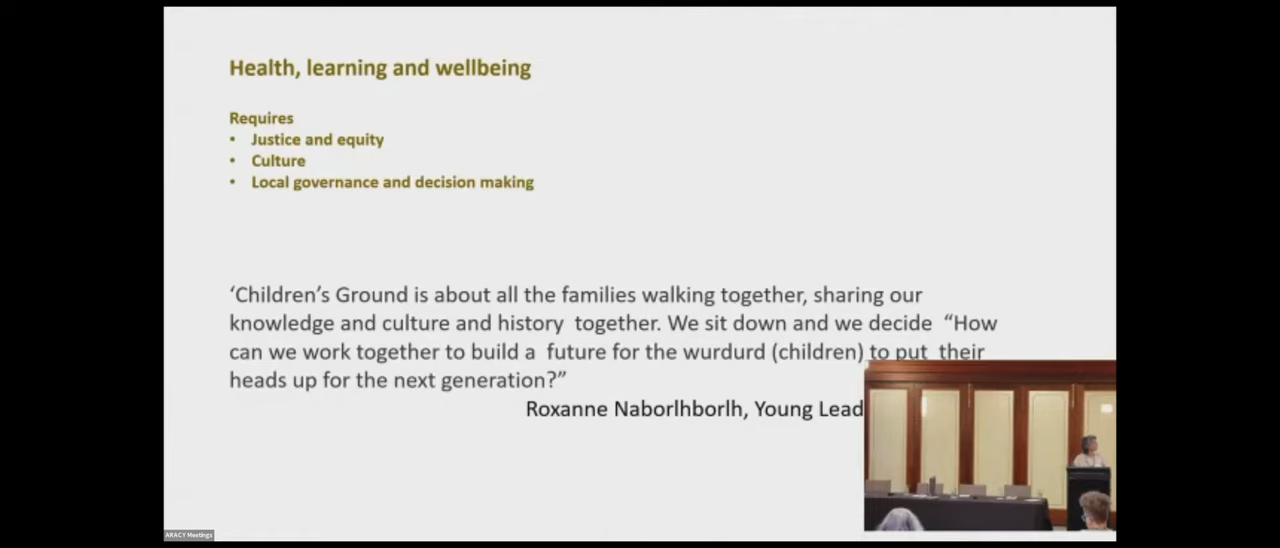 Health, learning and wellbeing
Requires
• Justice and equity
• Culture
• Local governance and decision making
‘Children’s Ground is about all the families walking together, sharing our
knowledge and culture and history together. We sit down and we decide “How
can we work together to build a future for the wurdurd (children) to put their
heads up for the next generation?”
Roxanne Naborlhborlh, Young Lead
ARACY Meetings